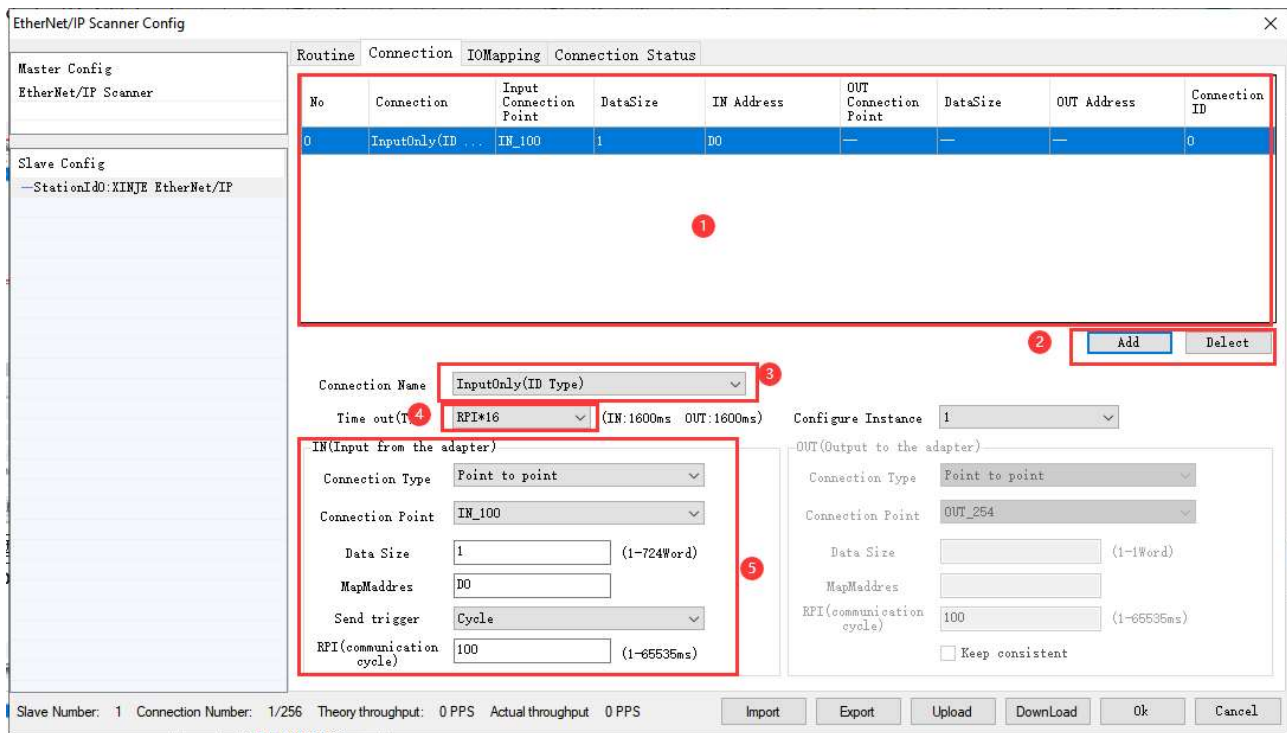 EtherNet/IP Scanner Config
Master Config
EtherNet/IP Scanner
Slave Config
StationId0:XINJE EtherNet/IP
Routine Connection IOMapping Connection Status
No Connection Input Connection Point DataSize IN Address OUT Connection Point DataSize OUT Address Connection ID
0 InputOnly(ID ... IN_100 1 D0 — — — 0
1
2 Add Delect
Connection Name InputOnly(ID Type) 3
Time out(T 4 RPI*16 (IN:1600ms OUT:1600ms) Configure Instance 1
IN(Input from the adapter) OUT(Output to the adapter)
Connection Type Point to point Connection Type Point to point
Connection Point IN_100 Connection Point OUT_254
Data Size 1 (1-724Word) Data Size (1-1Word)
5
MapMaddres D0 MapMaddres
Send trigger Cycle RPI(communication cycle) 100 (1-65535ms)
RPI(communication cycle) 100 (1-65535ms) Keep consistent
Slave Number: 1 Connection Number: 1/256 Theory throughput: 0 PPS Actual throughput 0 PPS Import Export Upload DownLoad Ok Cancel